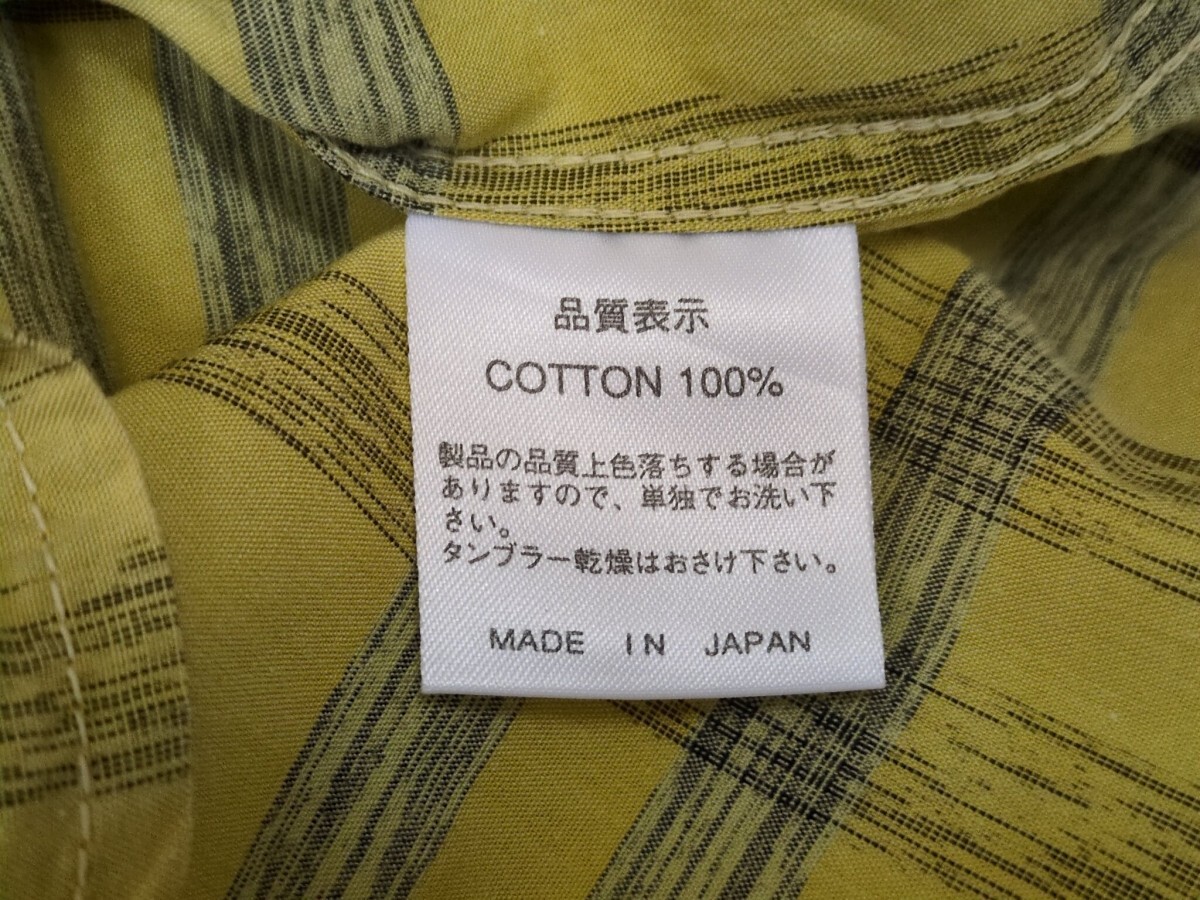 品質表示
COTTON 100%
製品の品質上色落ちする場合が
ありますので、単独でお洗い下
さい。
タンブラー乾燥はおさけ下さい。
MADE IN JAPAN